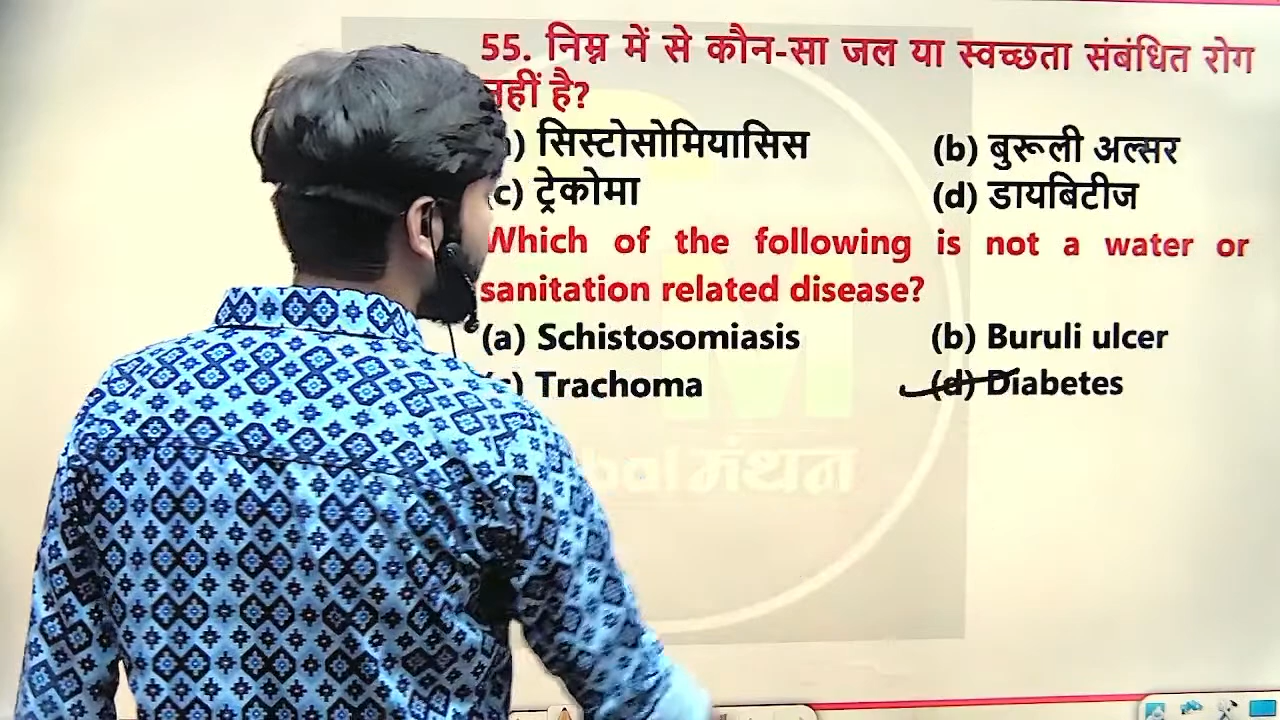 55. निम्न में से कौन-सा जल या स्वच्छता संबंधित रोग
नहीं है?
सिस्टोसोमियासिस (b) बुरूली अल्सर
(c) ट्रेकोमा (d) डायबिटीज
Which of the following is not a water or
sanitation related disease?
(a) Schistosomiasis (b) Buruli ulcer
Trachoma (d) Diabetes
मंथन